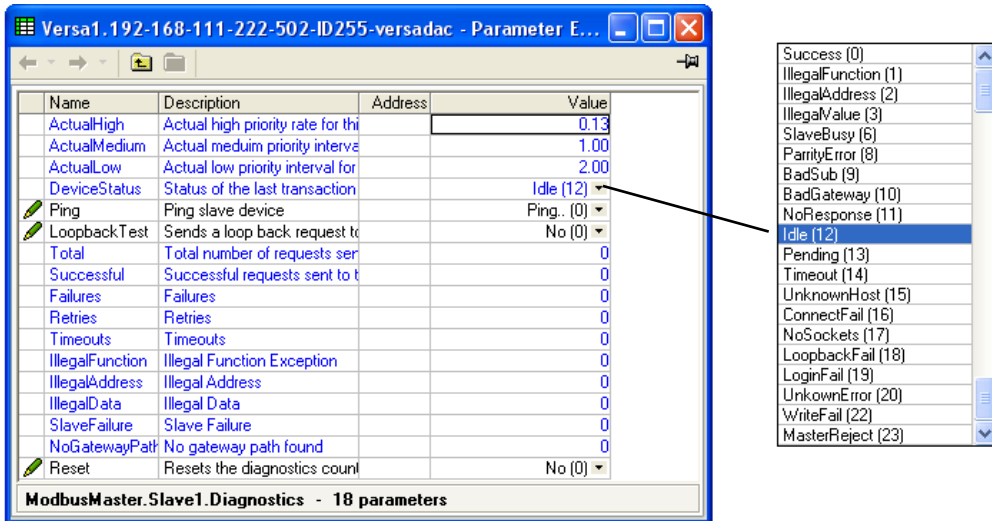 Versa1.192-168-111-222-502-ID255-versadac - Parameter E...
Name Description Address Value
ActualHigh Actual high priority rate for thi 0.13
ActualMedium Actual meduim priority interva 1.00
ActualLow Actual low priority interval for 2.00
DeviceStatus Status of the last transaction Idle (12)
Ping Ping slave device Ping.. (0)
LoopbackTest Sends a loop back request to No (0)
Total Total number of requests sen 0
Successful Successful requests sent to t 0
Failures Failures 0
Retries Retries 0
Timeouts Timeouts 0
IllegalFunction Illegal Function Exception 0
IllegalAddress Illegal Address 0
IllegalData Illegal Data 0
SlaveFailure Slave Failure 0
NoGatewayPath No gateway path found 0
Reset Resets the diagnostics count No (0)
ModbusMaster.Slave1.Diagnostics - 18 parameters
Success (0)
IllegalFunction (1)
IllegalAddress (2)
IllegalValue (3)
SlaveBusy (6)
ParrityError (8)
BadSub (9)
BadGateway (10)
NoResponse (11)
Idle (12)
Pending (13)
Timeout (14)
UnknownHost (15)
ConnectFail (16)
NoSockets (17)
LoopbackFail (18)
LoginFail (19)
UnkownError (20)
WriteFail (22)
MasterReject (23)